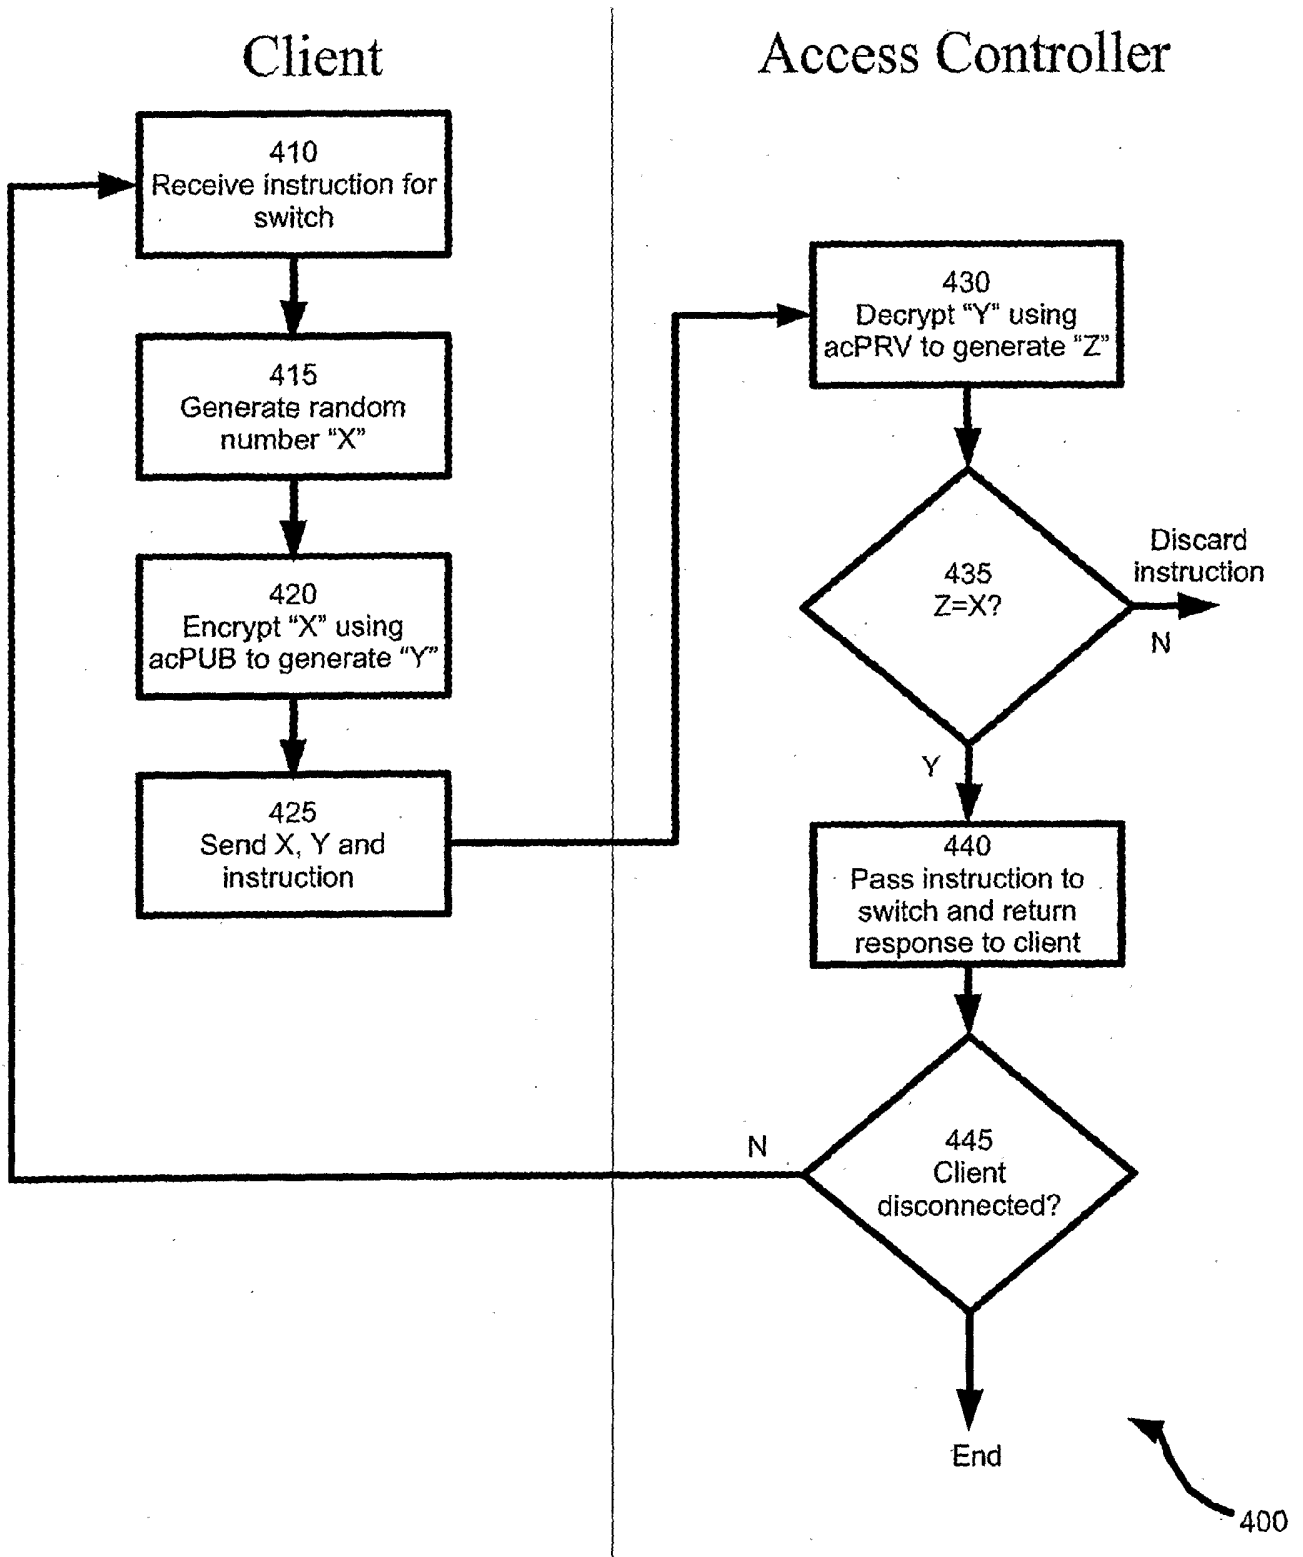 Client
Access Controller
410
Receive instruction for
switch
415
Generate random
number “X”
420
Encrypt “X” using
acPUB to generate “Y”
425
Send X, Y and
instruction
430
Decrypt “Y” using
acPRV to generate “Z”
435
Z=X?
Discard
instruction
N
Y
440
Pass instruction to
switch and return
response to client
445
Client
disconnected?
N
End
400